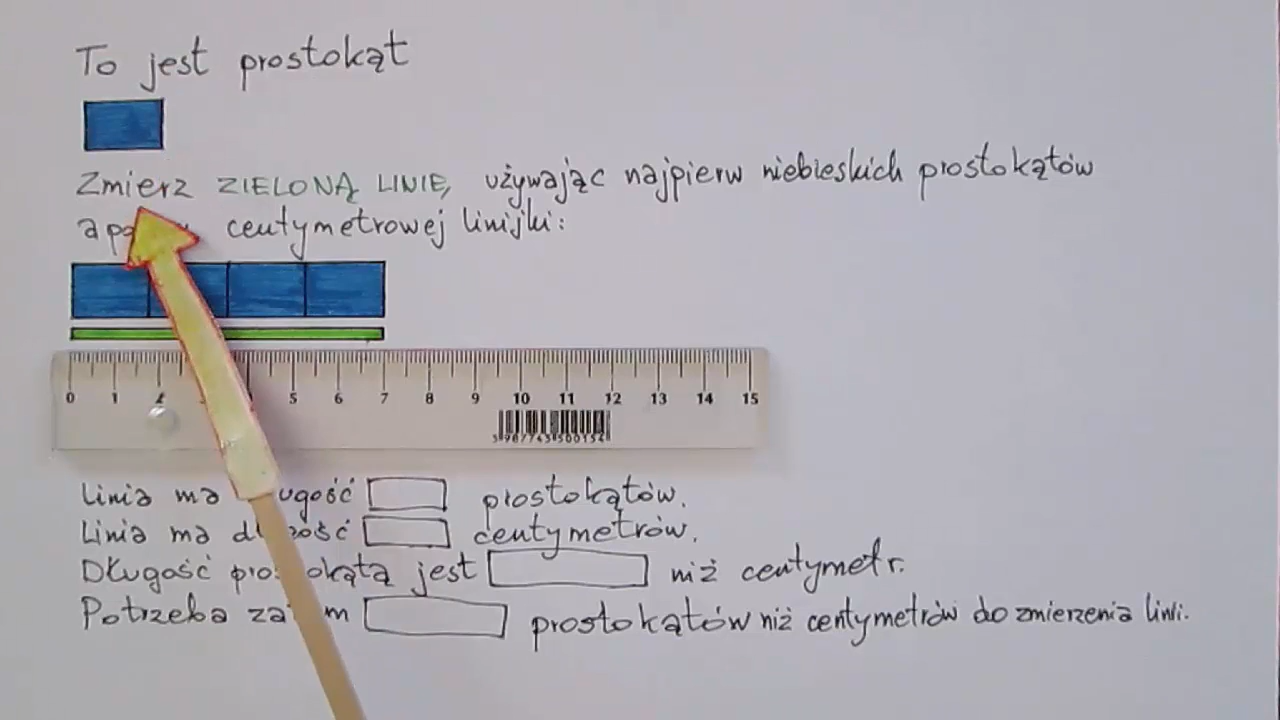 To jest prostokąt
Zmierz ZIELONĄ LINIE, używając najpierw niebieskich prostokątów
centymetrowej linijki:
0 1 2 5 6 7 8 9 10 11 12 13 14 15
Linia ma prostokątów.
Linia ma centymetrów.
Długość jest niż centymetr.
Potrzeba prostokątów niż centymetrów do zmierzenia linii.